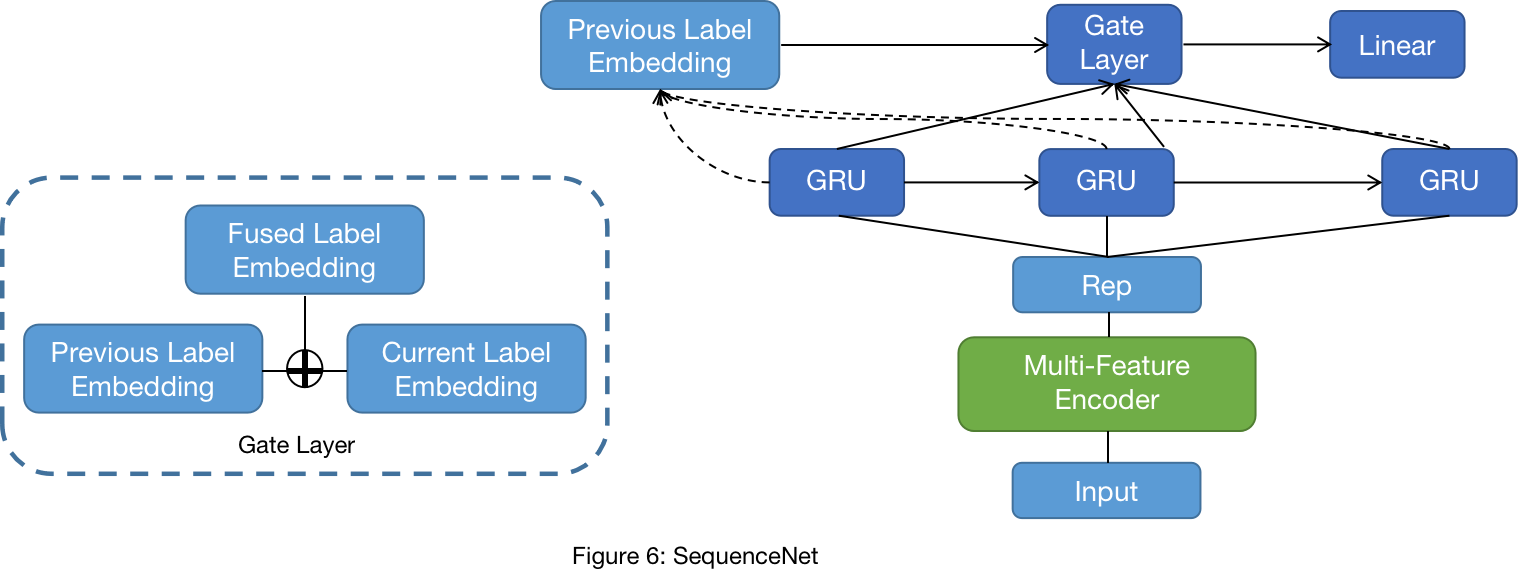 Previous Label
Embedding
Gate
Layer
Linear
GRU
GRU
GRU
Rep
Multi-Feature
Encoder
Input
Fused Label
Embedding
Previous Label
Embedding
Current Label
Embedding
Gate Layer
Figure 6: SequenceNet